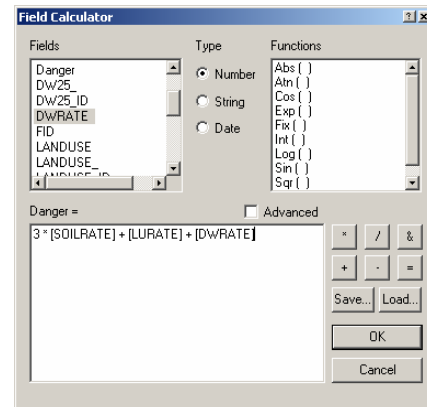 Field Calculator
Fields
Type
Functions
Danger
DW25_
DW25_ID
DWRATE
FID
LANDUSE
LANDUSE_
LANDUSE_ID
Number
String
Date
Abs ( )
Atn ( )
Cos ( )
Exp ( )
Fix ( )
Int ( )
Log ( )
Sin ( )
Sqr ( )
Danger =
Advanced
3 * [SOILRATE] + [LURATE] + [DWRATE]
* / &
+ - =
Save... Load...
OK
Cancel